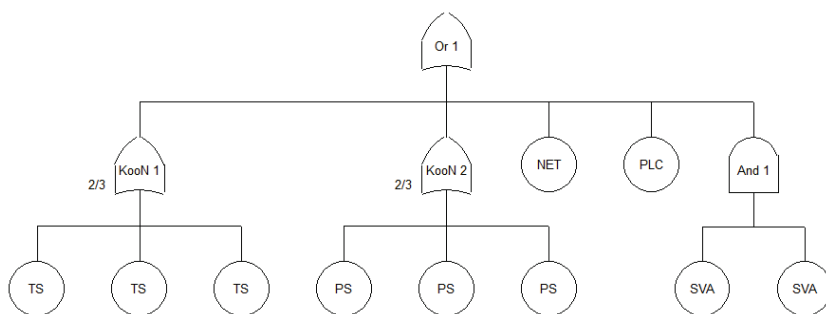 Or 1
KooN 1
KooN 2
NET
PLC
And 1
2/3
2/3
TS
TS
TS
PS
PS
PS
SVA
SVA